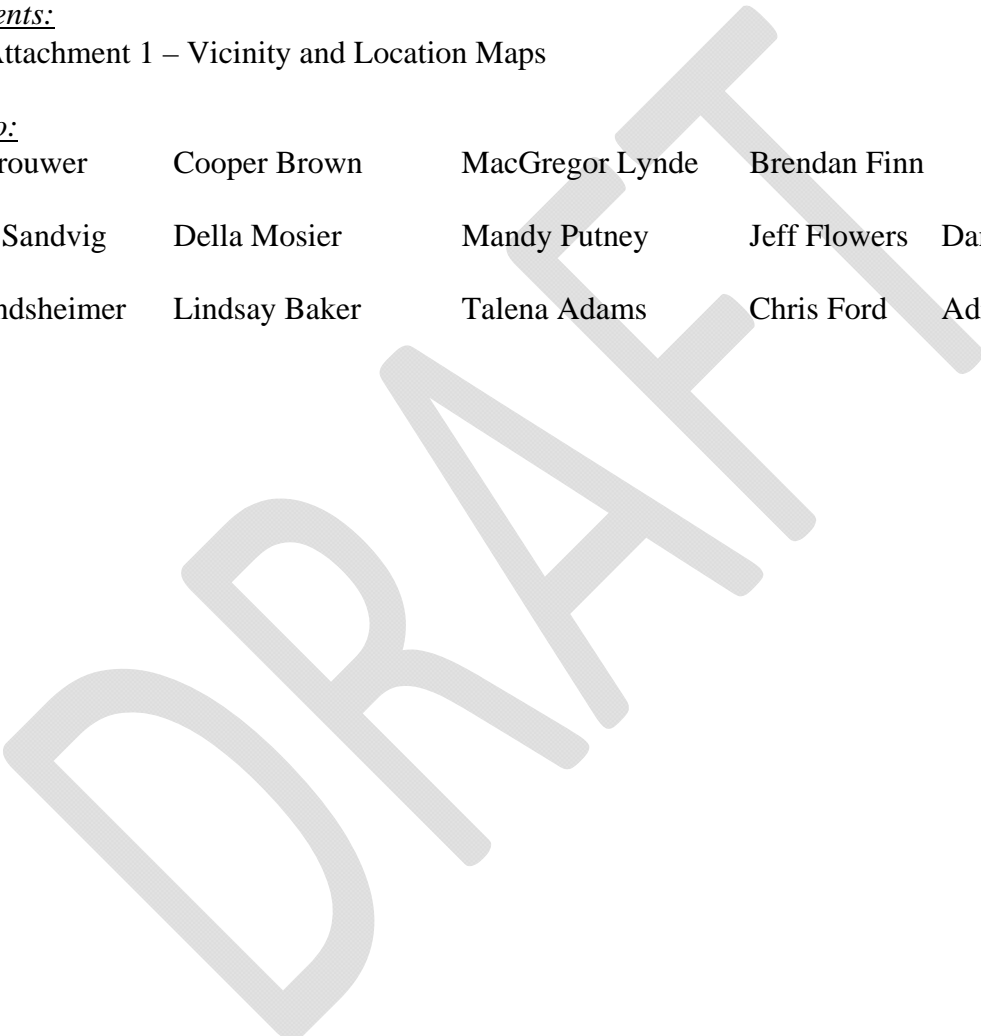 ents:
Attachment 1 – Vicinity and Location Maps
o:
rouwer Cooper Brown MacGregor Lynde Brendan Finn
Sandvig Della Mosier Mandy Putney Jeff Flowers Da
ndsheimer Lindsay Baker Talena Adams Chris Ford Ad
DRAFT